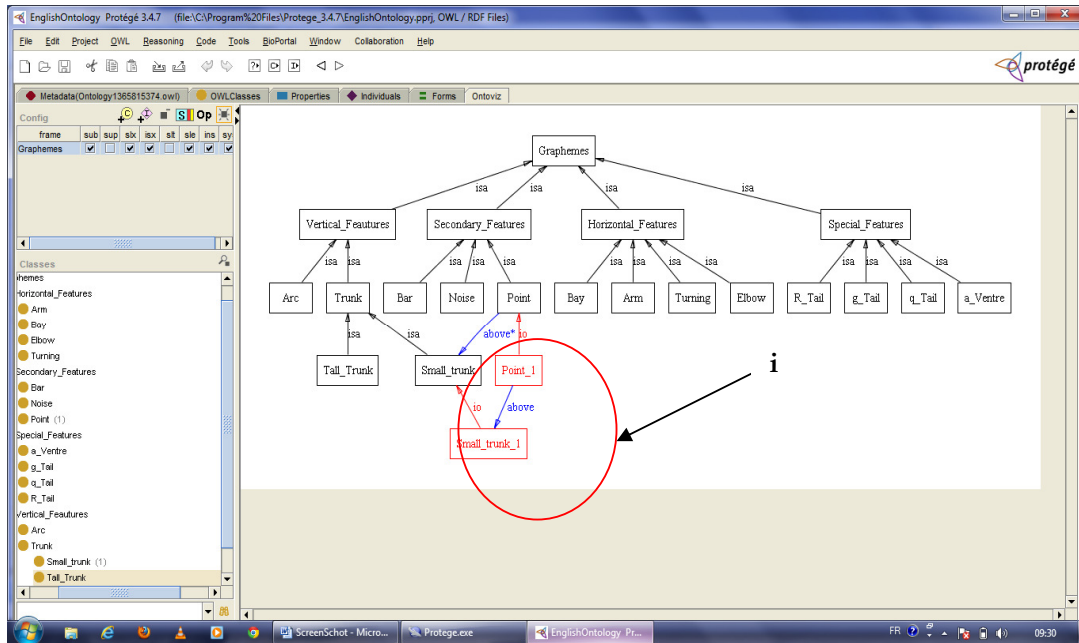 EnglishOntology Protégé 3.4.7 (file:\C:\Program%20Files\Protege_3.4.7\EnglishOntology.pprj, OWL / RDF Files)
File Edit Project OWL Reasoning Code Tools BioPortal Window Collaboration Help
protégé
Metadata(Ontology1365815374.owl) OWLClasses Properties Individuals Forms Ontoviz
Config C I S Op
frame sub sup slx isx slt sle ins sy
Graphemes
Classes
hemes
Horizontal_Features
Arm
Bay
Elbow
Turning
Secondary_Features
Bar
Noise
Point (1)
Special_Features
a_Ventre
g_Tail
q_Tail
R_Tail
Vertical_Feautures
Arc
Trunk
Small_trunk (1)
Tall_Trunk
Graphemes
isa isa isa isa
Vertical_Feautures Secondary_Features Horizontal_Features Special_Features
isa isa isa isa isa isa isa isa isa isa isa isa isa
Arc Trunk Bar Noise Point Bay Arm Turning Elbow R_Tail g_Tail q_Tail a_Ventre
isa isa above* io
Tall_Trunk Small_trunk Point_1
i
io above
Small_trunk_1
ScreenSchot - Micro... Protege.exe EnglishOntology Pr... FR 09:30